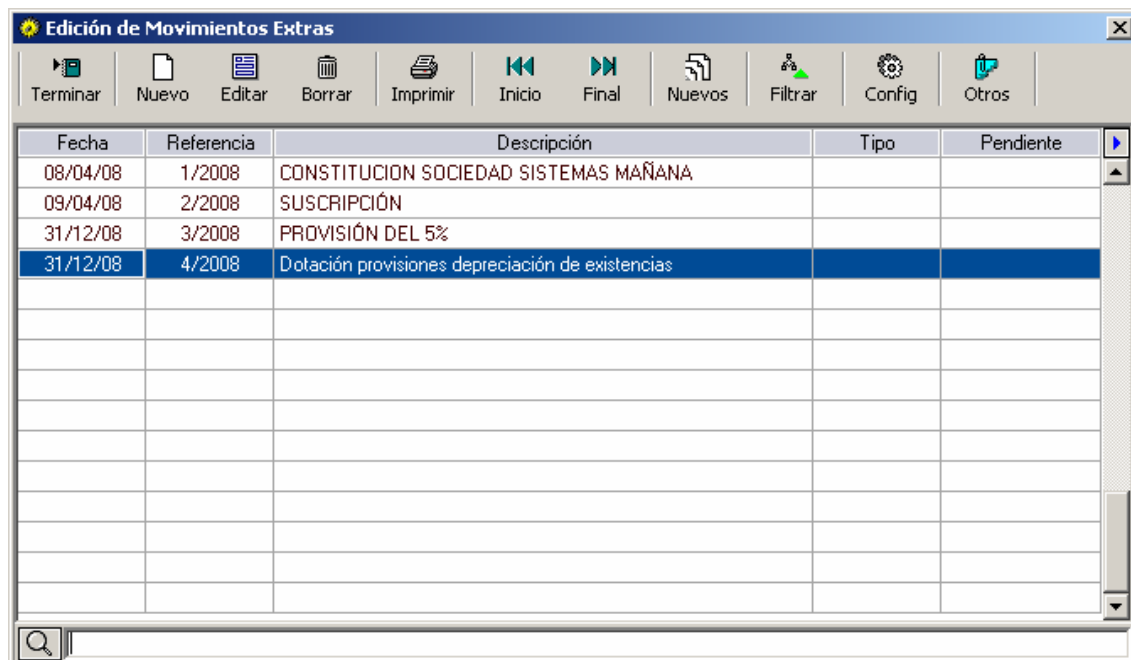 Edición de Movimientos Extras
Terminar Nuevo Editar Borrar Imprimir Inicio Final Nuevos Filtrar Config Otros
Fecha Referencia Descripción Tipo Pendiente
08/04/08 1/2008 CONSTITUCION SOCIEDAD SISTEMAS MAÑANA
09/04/08 2/2008 SUSCRIPCIÓN
31/12/08 3/2008 PROVISIÓN DEL 5%
31/12/08 4/2008 Dotación provisiones depreciación de existencias